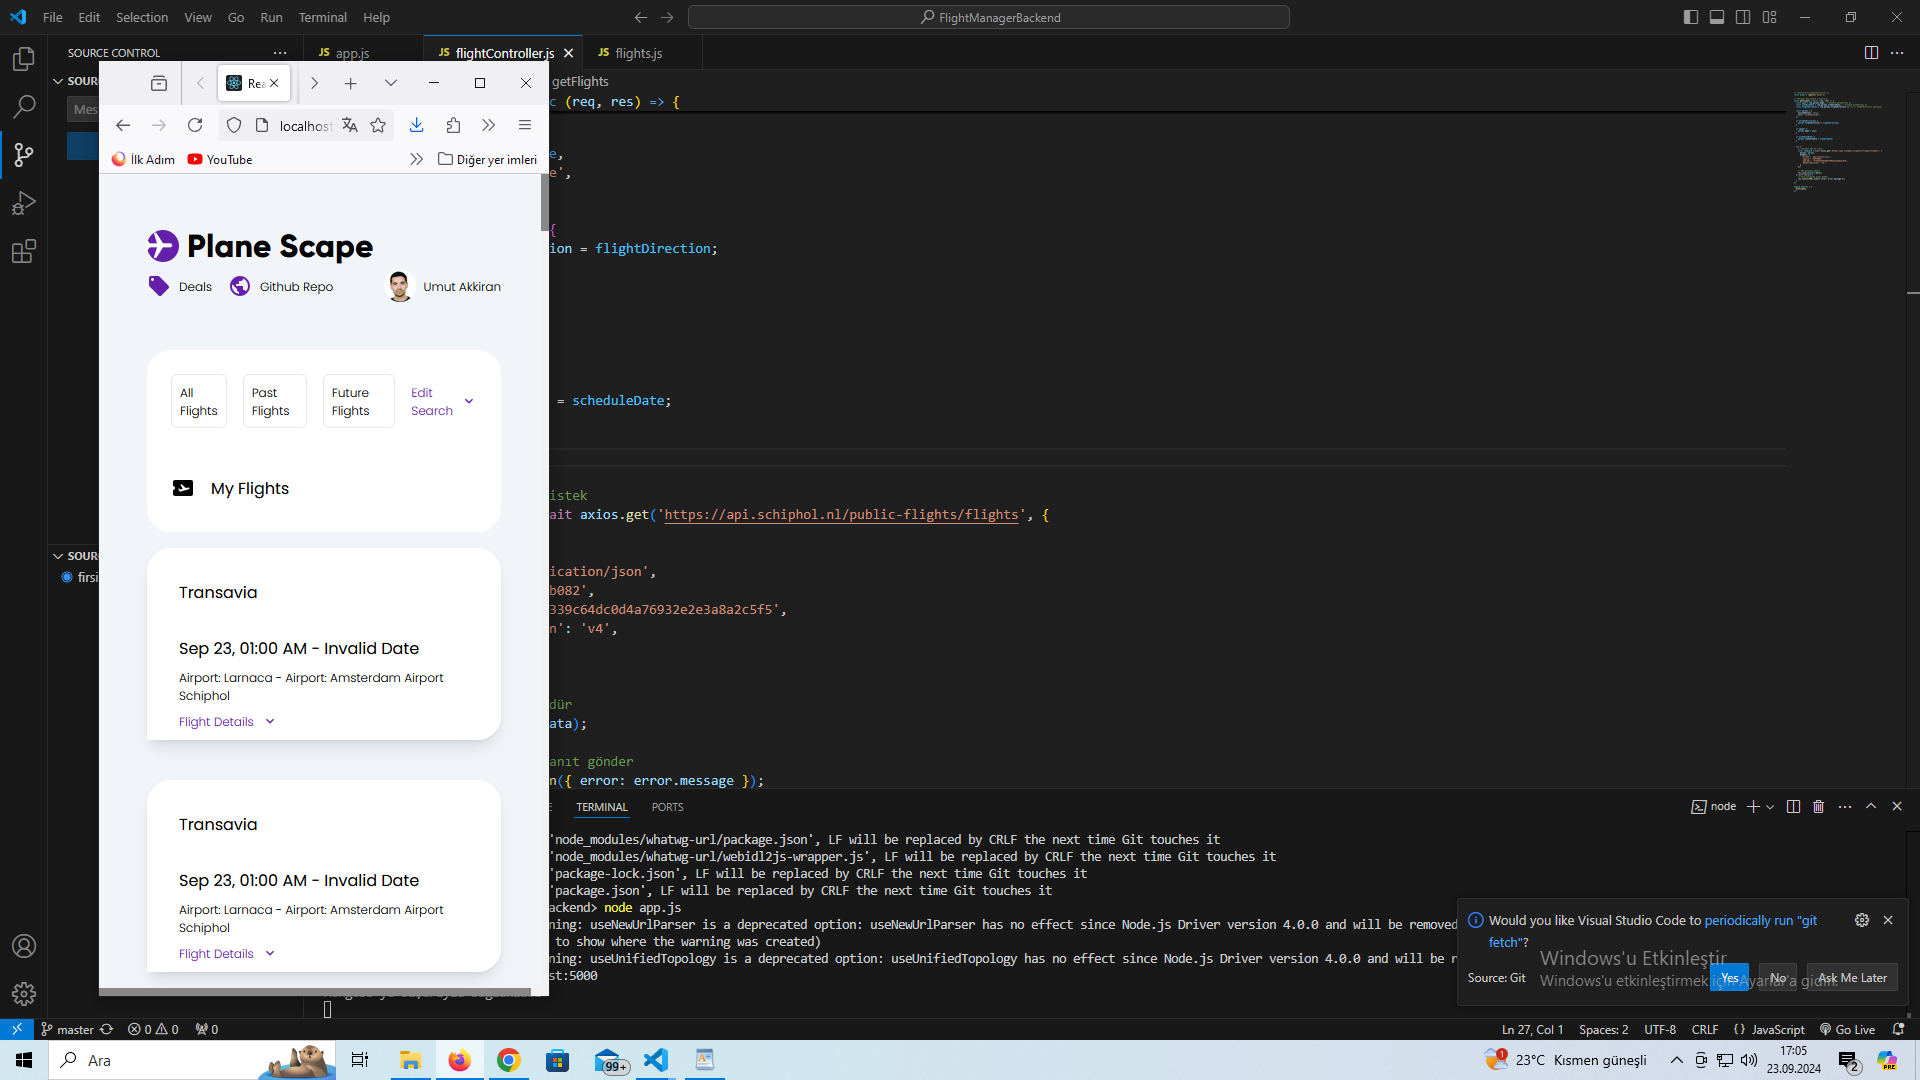 File Edit Selection View Go Run Terminal Help
FlightManagerBackend
SOURCE CONTROL
JS app.js
JS flightController.js
JS flights.js
SOUR
Rea
getFlights
c (req, res) => {
Mes
localhost
e,
İlk Adım
YouTube
Diğer yer imleri
e',
{
ion = flightDirection;
Plane Scape
Deals
Github Repo
Umut Akkiran
All Flights
Past Flights
Future Flights
Edit Search
= scheduleDate;
My Flights
istek
ait axios.get('https://api.schiphol.nl/public-flights/flights', {
SOUR
firsi
ication/json',
b082',
339c64dc0d4a76932e2e3a8a2c5f5',
n': 'v4',
Transavia
Sep 23, 01:00 AM - Invalid Date
Airport: Larnaca - Airport: Amsterdam Airport
Schiphol
Flight Details
dür
ata);
anıt gönder
n({ error: error.message });
Transavia
Sep 23, 01:00 AM - Invalid Date
Airport: Larnaca - Airport: Amsterdam Airport
Schiphol
Flight Details
E TERMINAL PORTS
node
'node_modules/whatwg-url/package.json', LF will be replaced by CRLF the next time Git touches it
'node_modules/whatwg-url/webidl2js-wrapper.js', LF will be replaced by CRLF the next time Git touches it
'package-lock.json', LF will be replaced by CRLF the next time Git touches it
'package.json', LF will be replaced by CRLF the next time Git touches it
ackend> node app.js
ning: useNewUrlParser is a deprecated option: useNewUrlParser has no effect since Node.js Driver version 4.0.0 and will be removed
to show where the warning was created)
ning: useUnifiedTopology is a deprecated option: useUnifiedTopology has no effect since Node.js Driver version 4.0.0 and will be r
st:5000
Would you like Visual Studio Code to periodically run "git
fetch"?
Source: Git
Yes
No
Ask Me Later
Windows'u Etkinleştir
Windows'u etkinleştirmek için Ayarlar'a gidin.
master
0 0
0
Ln 27, Col 1
Spaces: 2
UTF-8
CRLF
{} JavaScript
Go Live
Ara
99+
1
23°C Kısmen güneşli
17:05
23.09.2024
2
PRE